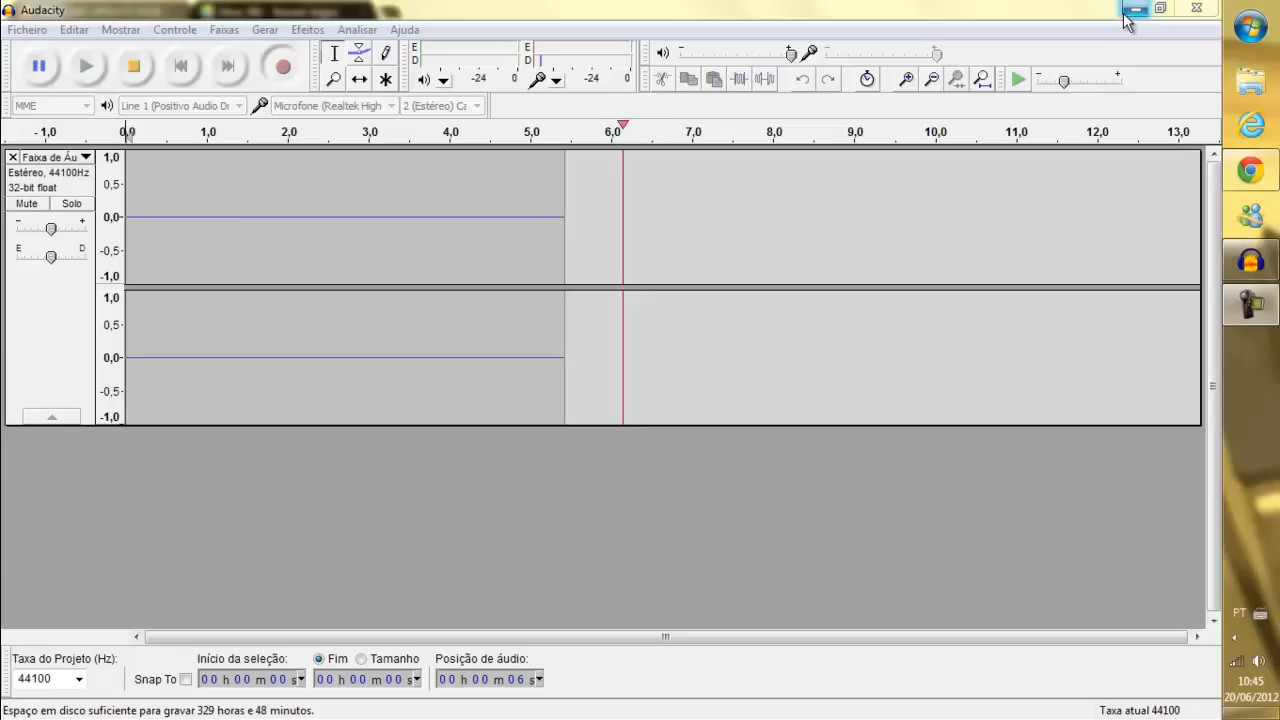 Audacity
Ficheiro Editar Mostrar Controle Faixas Gerar Efeitos Analisar Ajuda
E E
D D
-24 0 -24 0
MME Line 1 (Positivo Audio Dr Microfone (Realtek High 2 (Estéreo) Ca
- 1,0 0,0 1,0 2,0 3,0 4,0 5,0 6,0 7,0 8,0 9,0 10,0 11,0 12,0 13,0
Faixa de Áu
Estéreo, 44100Hz
32-bit float
Mute Solo
- +
E D
1,0
0,5
0,0
-0,5
-1,0
1,0
0,5
0,0
-0,5
-1,0
Taxa do Projeto (Hz):
44100
Snap To
Início da seleção:
00 h 00 m 00 s
Fim Tamanho
00 h 00 m 00 s
Posição de áudio:
00 h 00 m 06 s
Espaço em disco suficiente para gravar 329 horas e 48 minutos.
Taxa atual 44100
PT
10:45
20/06/2012